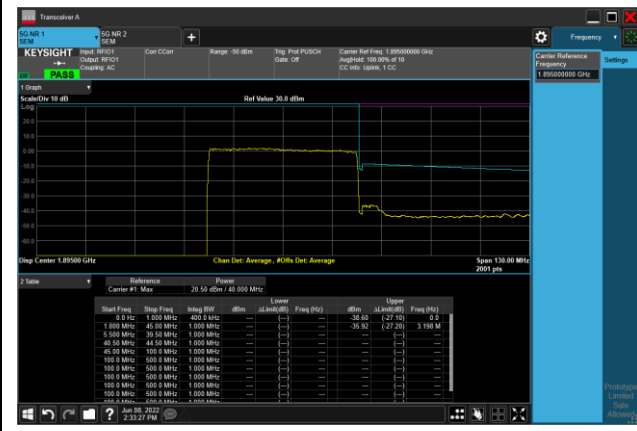 Transceiver A
5G NR 1
SEM
5G NR 2
SEM
Frequency
KEYSIGHT
PASS
Input: RFIO1
Output: RFIO1
Coupling: AC
Corr CCorr
Range: -50 dBm
Trig: Prot PUSCH
Gate: Off
Carrier Ref Freq: 1.895000000 GHz
Avg|Hold: 100.00% of 10
CC Info: Uplink, 1 CC
Carrier Reference
Frequency
1.895000000 GHz
Settings
1 Graph
Scale/Div 10 dB
Ref Value 30.0 dBm
Log
20.0
10.0
0.00
-10.0
-20.0
-30.0
-40.0
-50.0
-60.0
Disp Center 1.89500 GHz
Chan Det: Average, #Offs Det: Average
Span 130.00 MHz
2001 pts
2 Table
Reference Power
Carrier #1: Max 20.50 dBm / 40.000 MHz
Lower Upper
Start Freq Stop Freq Integ BW dBm ΔLimit(dB) Freq (Hz) dBm ΔLimit(dB) Freq (Hz)
0.0 Hz 1.000 MHz 400.0 kHz --- (---) --- -38.60 (-27.10) 0.0
1.000 MHz 45.00 MHz 1.000 MHz --- (---) --- -35.92 (-27.20) 3.198 M
5.500 MHz 39.50 MHz 1.000 MHz --- (---) --- --- (---) ---
40.50 MHz 44.50 MHz 1.000 MHz --- (---) --- --- (---) ---
45.00 MHz 100.0 MHz 1.000 MHz --- (---) --- --- (---) ---
100.0 MHz 500.0 MHz 1.000 MHz --- (---) --- --- (---) ---
100.0 MHz 500.0 MHz 1.000 MHz --- (---) --- --- (---) ---
100.0 MHz 500.0 MHz 1.000 MHz --- (---) --- --- (---) ---
100.0 MHz 500.0 MHz 1.000 MHz --- (---) --- --- (---) ---
100.0 MHz 500.0 MHz 1.000 MHz --- (---) --- --- (---) ---
Prototype
Limited
Sale
Allowed
Jun 08, 2022
2:33:27 PM